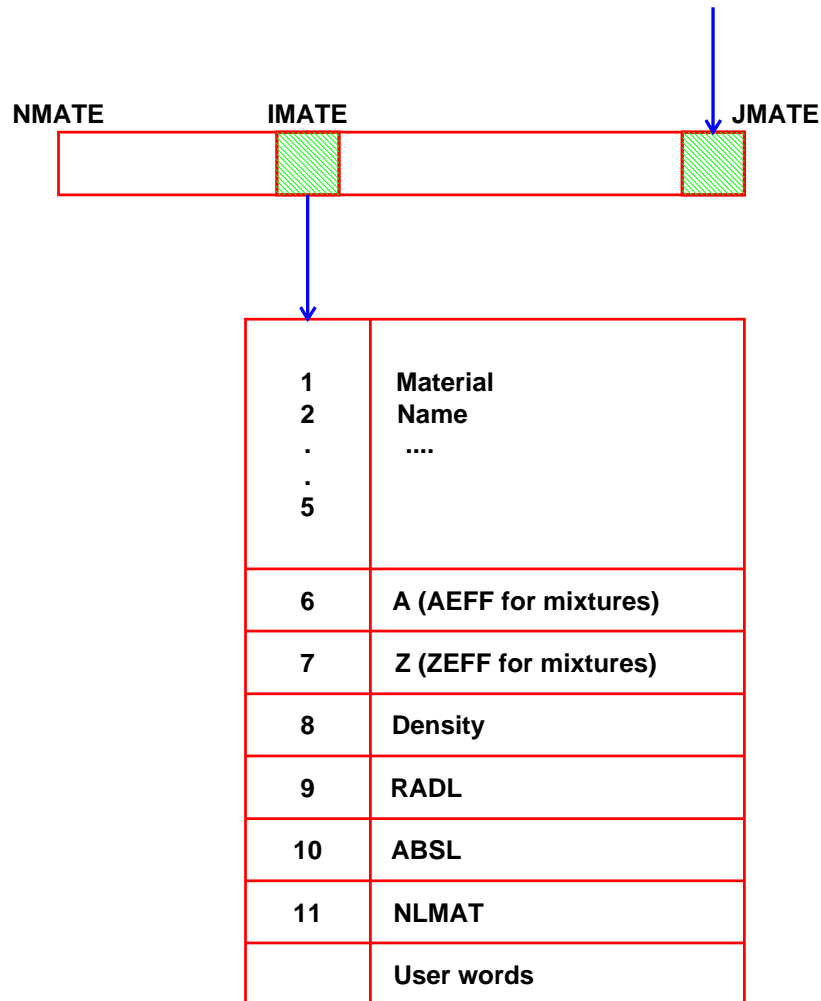 NMATE IMATE JMATE
1 Material
2 Name
. ....
.
5
6 A (AEFF for mixtures)
7 Z (ZEFF for mixtures)
8 Density
9 RADL
10 ABSL
11 NLMAT
User words